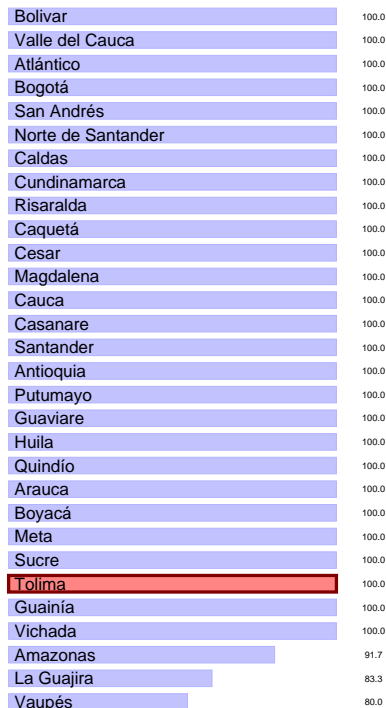 Bolivar 100.0
Valle del Cauca 100.0
Atlántico 100.0
Bogotá 100.0
San Andrés 100.0
Norte de Santander 100.0
Caldas 100.0
Cundinamarca 100.0
Risaralda 100.0
Caquetá 100.0
Cesar 100.0
Magdalena 100.0
Cauca 100.0
Casanare 100.0
Santander 100.0
Antioquia 100.0
Putumayo 100.0
Guaviare 100.0
Huila 100.0
Quindío 100.0
Arauca 100.0
Boyacá 100.0
Meta 100.0
Sucre 100.0
Tolima 100.0
Guainía 100.0
Vichada 100.0
Amazonas 91.7
La Guajira 83.3
Vaupés 80.0